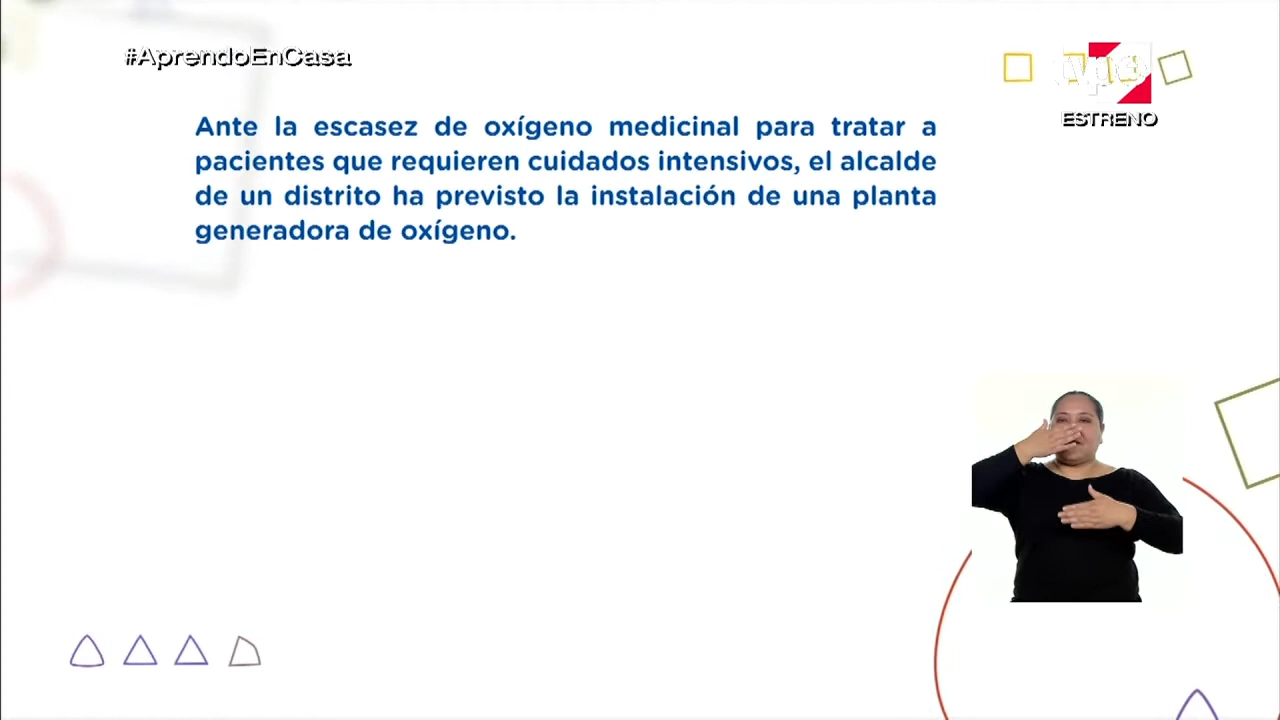 #AprendoEnCasa
tvpe
ESTRENO
Ante la escasez de oxígeno medicinal para tratar a
pacientes que requieren cuidados intensivos, el alcalde
de un distrito ha previsto la instalación de una planta
generadora de oxígeno.